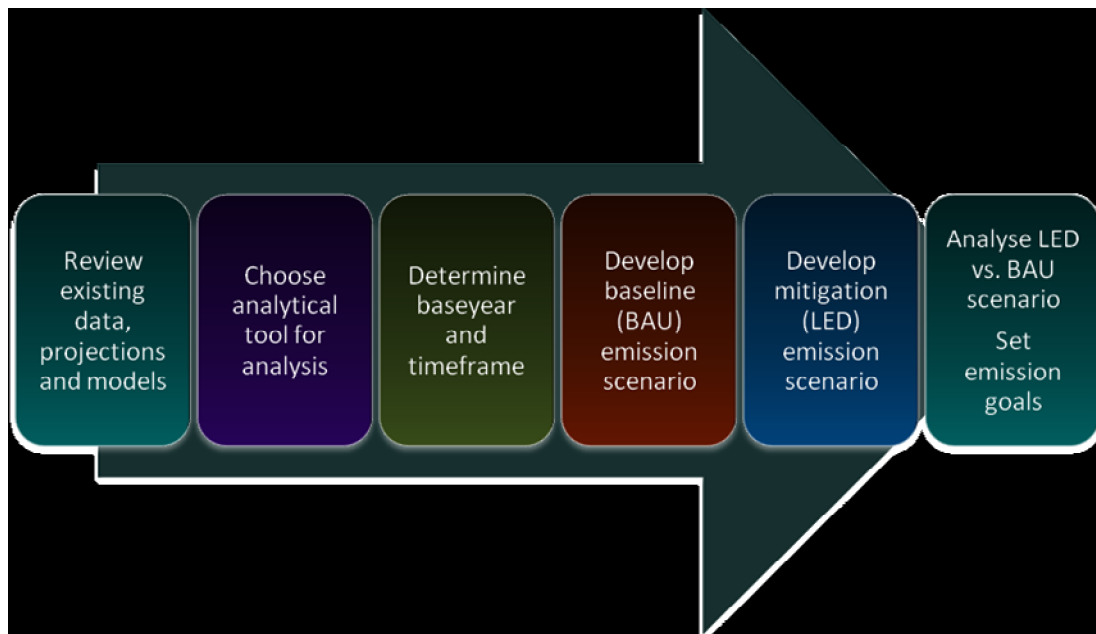 Review
existing
data,
projections
and models
Choose
analytical
tool for
analysis
Determine
baseyear
and
timeframe
Develop
baseline
(BAU)
emission
scenario
Develop
mitigation
(LED)
emission
scenario
Analyse LED
vs. BAU
scenario
Set
emission
goals